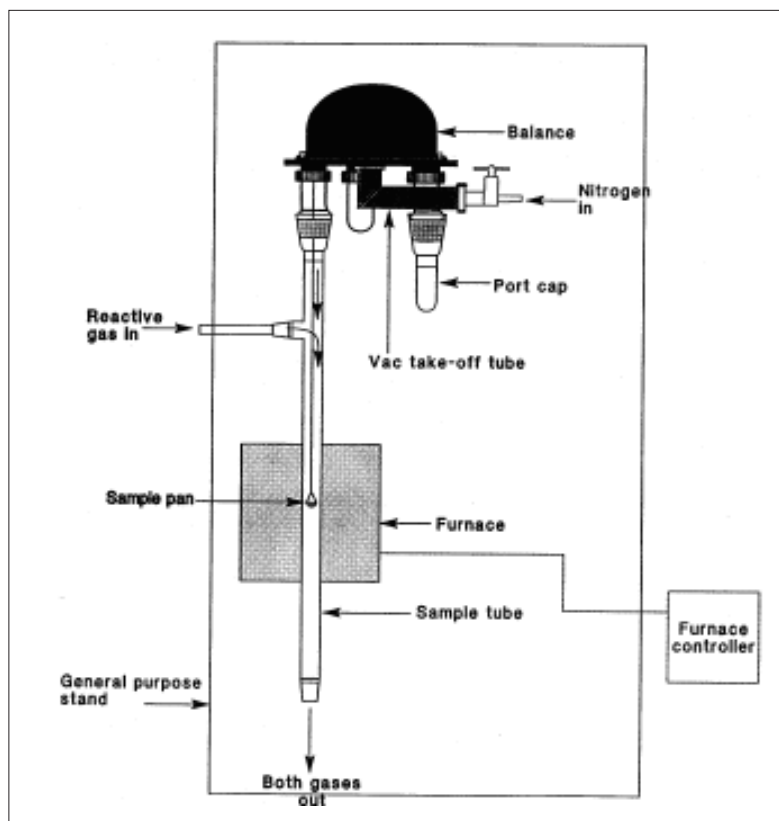 Balance
Nitrogen
in
Port cap
Reactive
gas in
Vac take-off tube
Sample pan
Furnace
Sample tube
Furnace
controller
General purpose
stand
Both gases
out